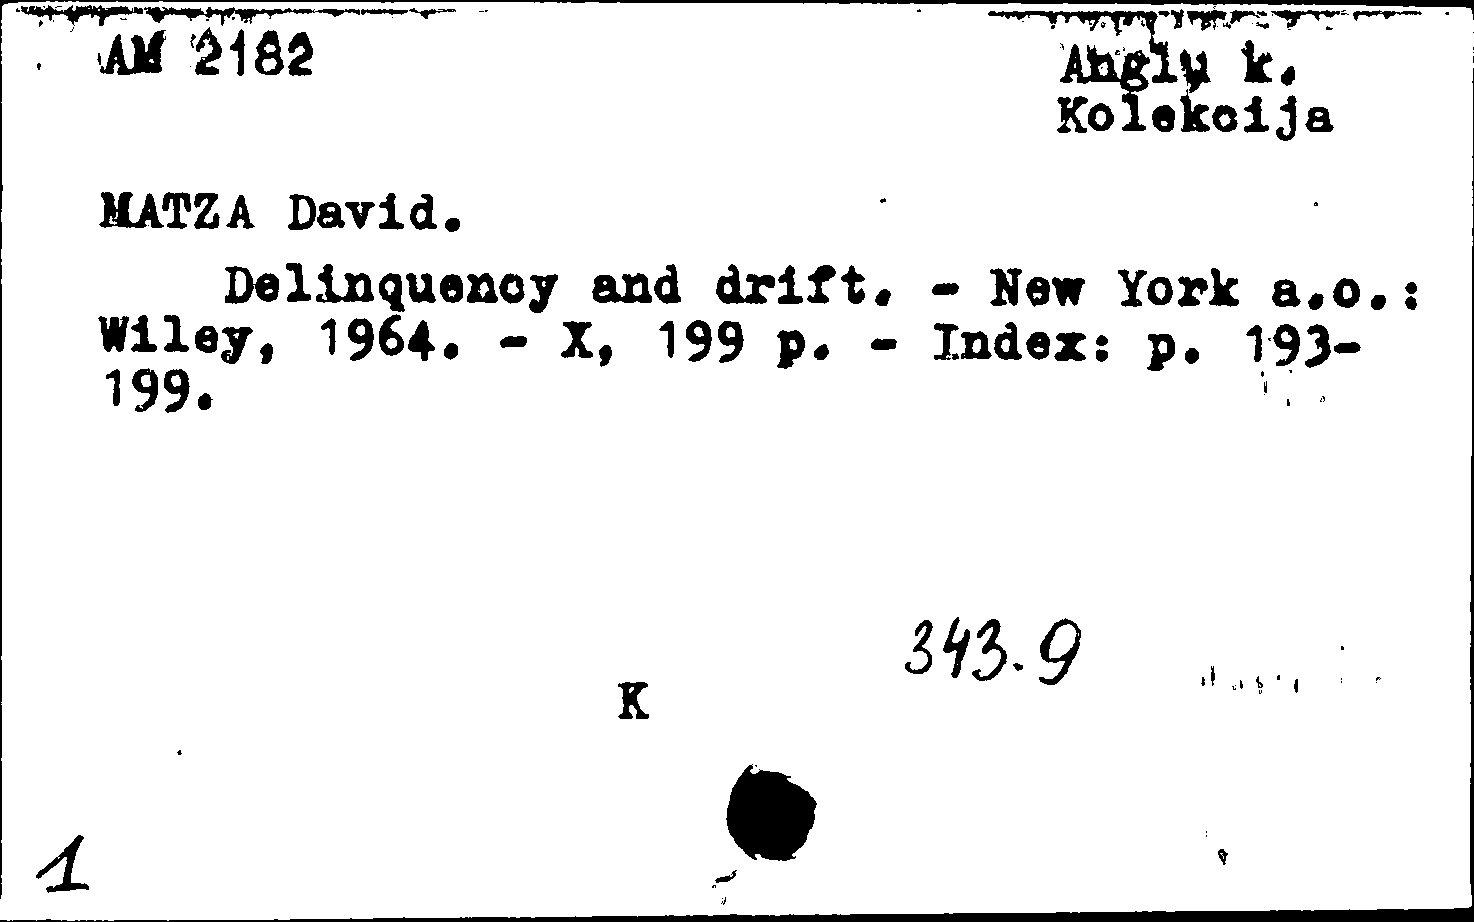 AM 2182
Anglų k.
Kolekcija
MATZA David.
Delinquency and drift. - New York a.o.:
Wiley, 1964. - X, 199 p. - Index: p. 193-
199.
343.9
K
1